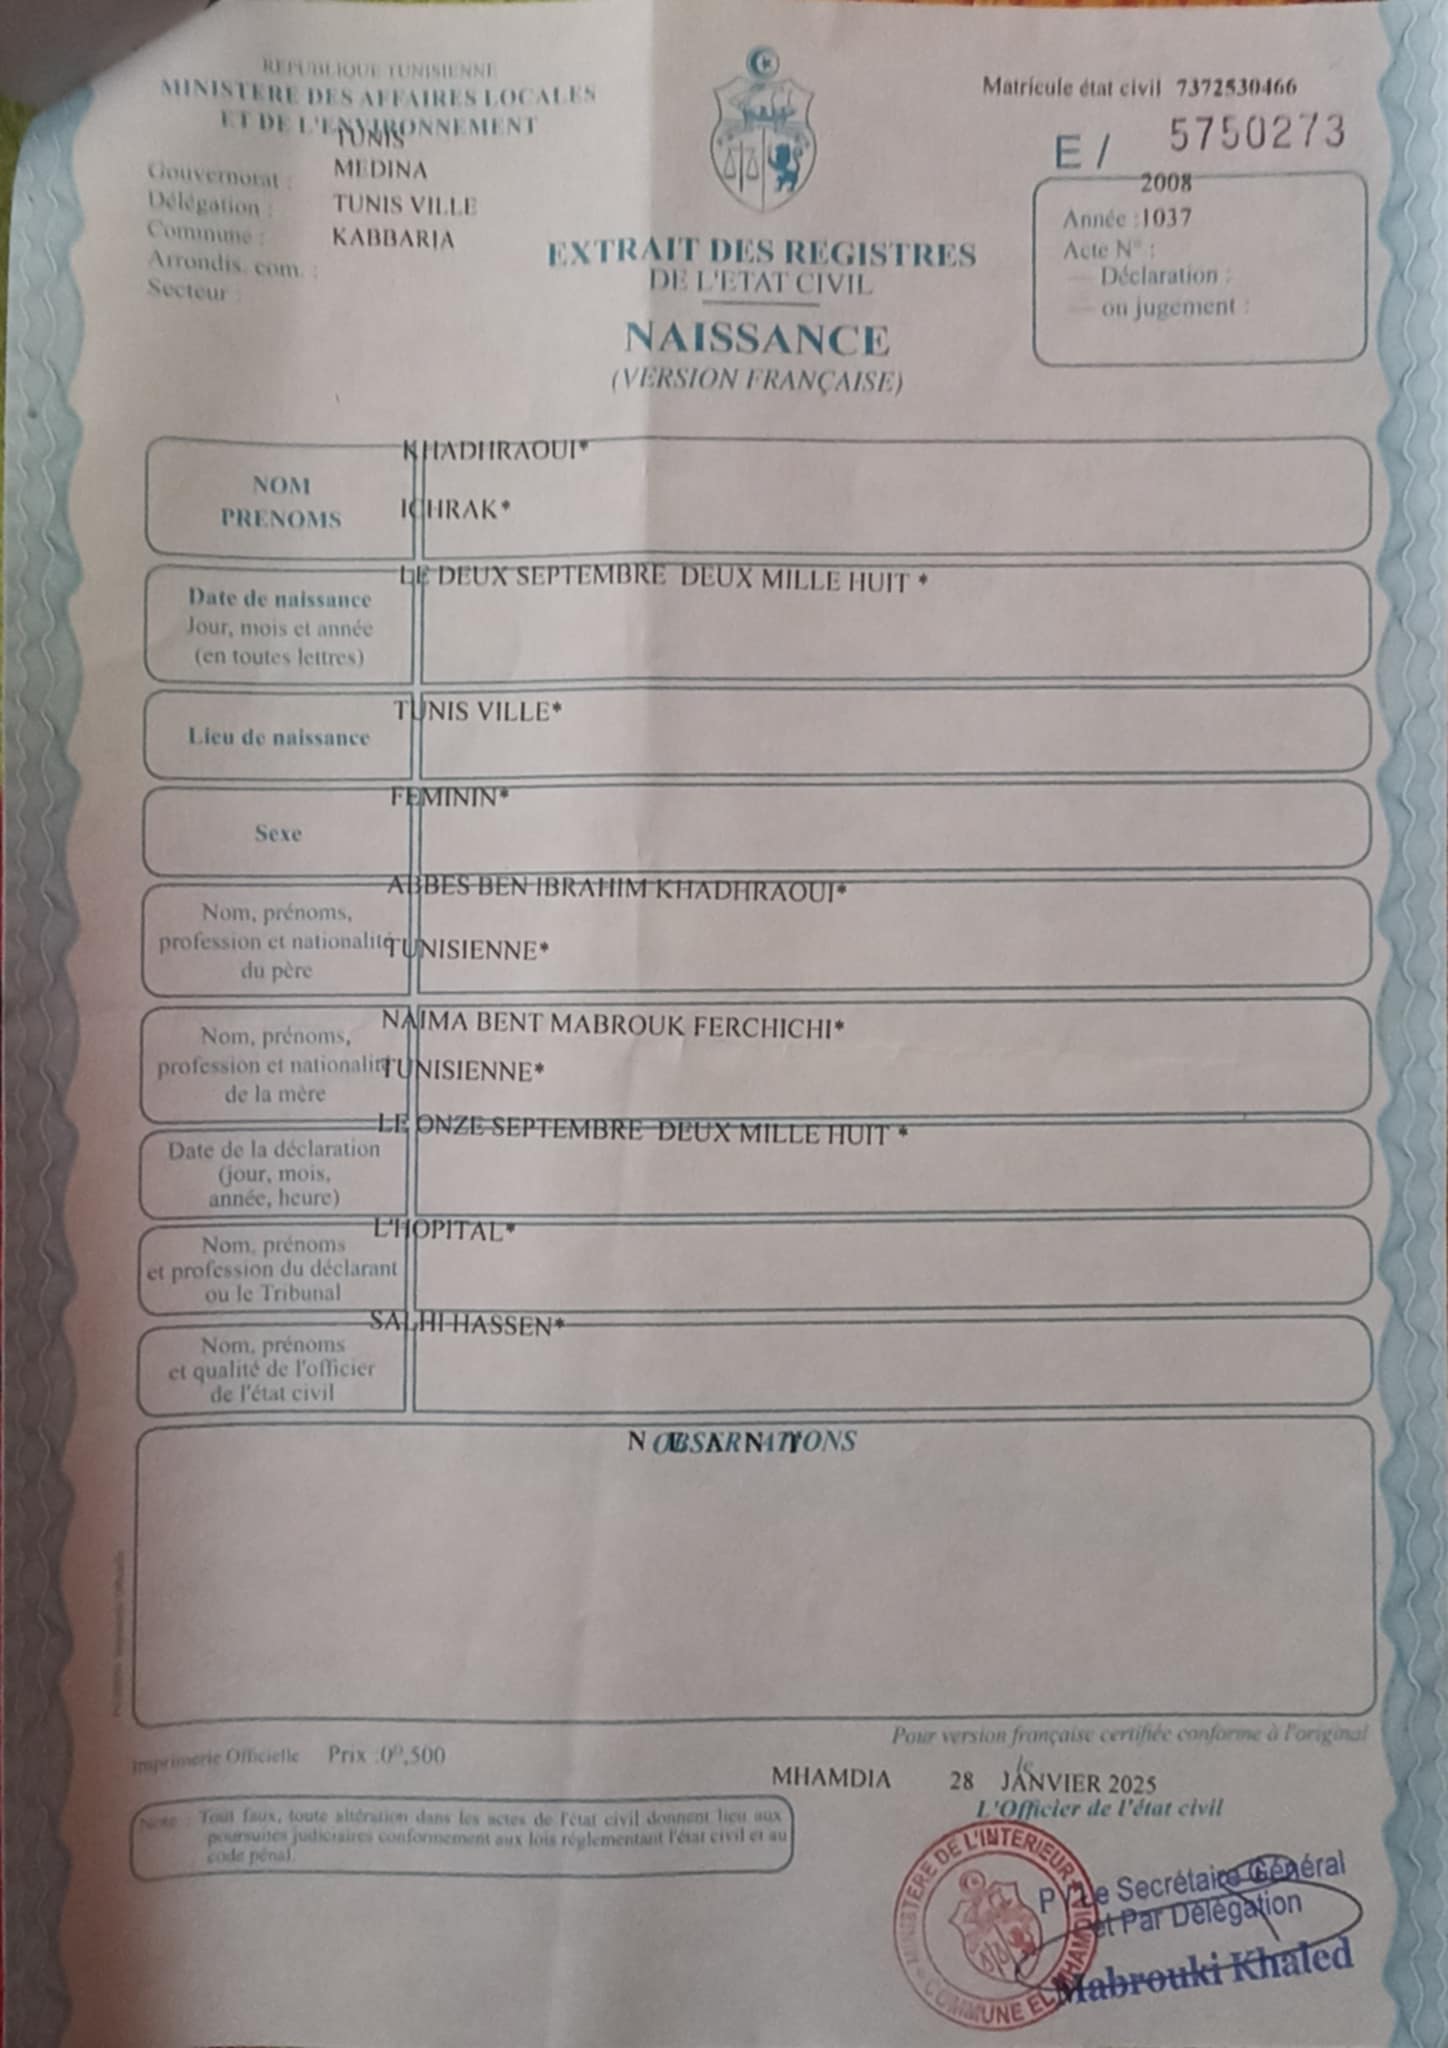 REPUBLIQUE TUNISIENNE
MINISTERE DES AFFAIRES LOCALES
ET DE L'ENVIRONNEMENT
TUNIS
Gouvernorat : MEDINA
Délégation : TUNIS VILLE
Commune : KABBARIA
Arrondis. com. :
Secteur :
Matricule état civil 7372530466
E / 5750273
2008
Année : 1037
Acte N° :
— Déclaration :
— ou jugement :
EXTRAIT DES REGISTRES
DE L'ETAT CIVIL
NAISSANCE
(VERSION FRANÇAISE)
KHADHRAOUI*
NOM
PRENOMS
ICHRAK*
LE DEUX SEPTEMBRE DEUX MILLE HUIT *
Date de naissance
Jour, mois et année
(en toutes lettres)
TUNIS VILLE*
Lieu de naissance
FEMININ*
Sexe
ABBES BEN IBRAHIM KHADHRAOUI*
Nom, prénoms,
profession et nationalité
du père
TUNISIENNE*
NAIMA BENT MABROUK FERCHICHI*
Nom, prénoms,
profession et nationalité
de la mère
TUNISIENNE*
LE ONZE SEPTEMBRE DEUX MILLE HUIT *
Date de la déclaration
(jour, mois,
année, heure)
L'HOPITAL*
Nom, prénoms
et profession du déclarant
ou le Tribunal
SALHI HASSEN*
Nom, prénoms
et qualité de l'officier
de l'état civil
OBSERVATIONS
Pour version française certifiée conforme à l'original
Imprimerie Officielle Prix : 0ᴰ,500
le
MHAMDIA 28 JANVIER 2025
L'Officier de l'état civil
Note : Tout faux, toute altération dans les actes de l'état civil donnent lieu aux
poursuites judiciaires conformement aux lois réglementant l'état civil et au
code pénal.
MINISTERE DE L'INTERIEUR
COMMUNE EL MHAMDIA
P/ Le Secrétaire Général
et Par Délégation
Mabrouki Khaled